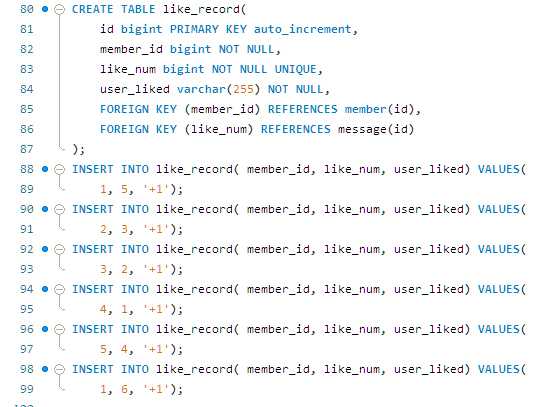 80 CREATE TABLE like_record(
81 id bigint PRIMARY KEY auto_increment,
82 member_id bigint NOT NULL,
83 like_num bigint NOT NULL UNIQUE,
84 user_liked varchar(255) NOT NULL,
85 FOREIGN KEY (member_id) REFERENCES member(id),
86 FOREIGN KEY (like_num) REFERENCES message(id)
87 );
88 INSERT INTO like_record( member_id, like_num, user_liked) VALUES(
89 1, 5, '+1');
90 INSERT INTO like_record( member_id, like_num, user_liked) VALUES(
91 2, 3, '+1');
92 INSERT INTO like_record( member_id, like_num, user_liked) VALUES(
93 3, 2, '+1');
94 INSERT INTO like_record( member_id, like_num, user_liked) VALUES(
95 4, 1, '+1');
96 INSERT INTO like_record( member_id, like_num, user_liked) VALUES(
97 5, 4, '+1');
98 INSERT INTO like_record( member_id, like_num, user_liked) VALUES(
99 1, 6, '+1');